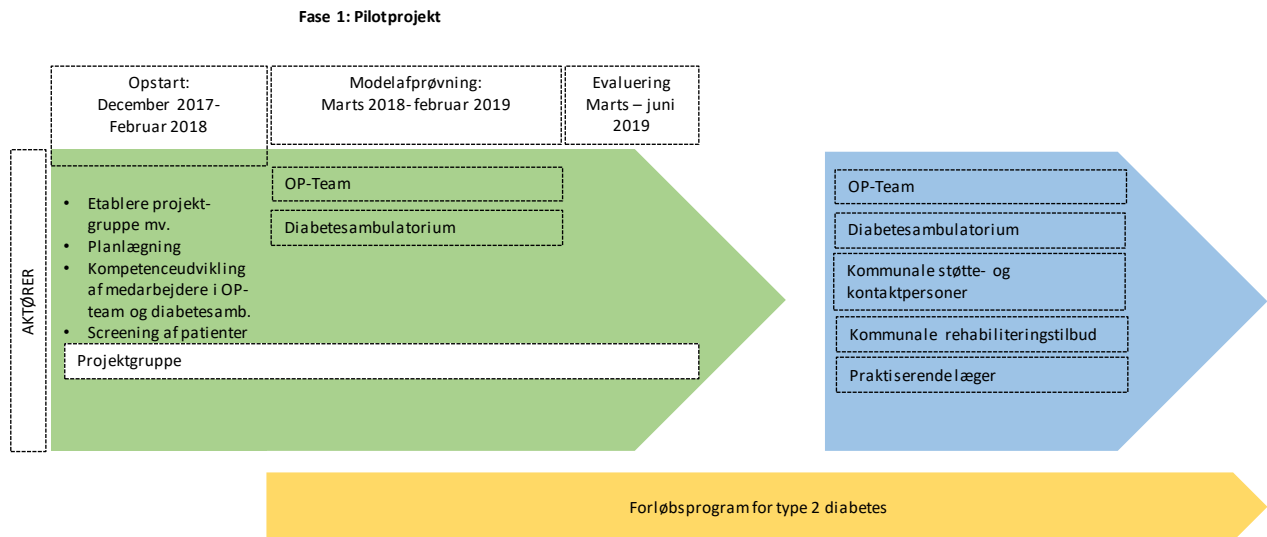 Fase 1: Pilotprojekt
Opstart:
December 2017-
Februar 2018
Modelafprøvning:
Marts 2018- februar 2019
Evaluering
Marts – juni
2019
AKTØRER
• Etablere projekt-
gruppe mv.
• Planlægning
• Kompetenceudvikling
af medarbejdere i OP-
team og diabetesamb.
• Screening af patienter
OP-Team
Diabetesambulatorium
Projektgruppe
OP-Team
Diabetesambulatorium
Kommunale støtte- og
kontaktpersoner
Kommunale rehabiliteringstilbud
Praktiserende læger
Forløbsprogram for type 2 diabetes